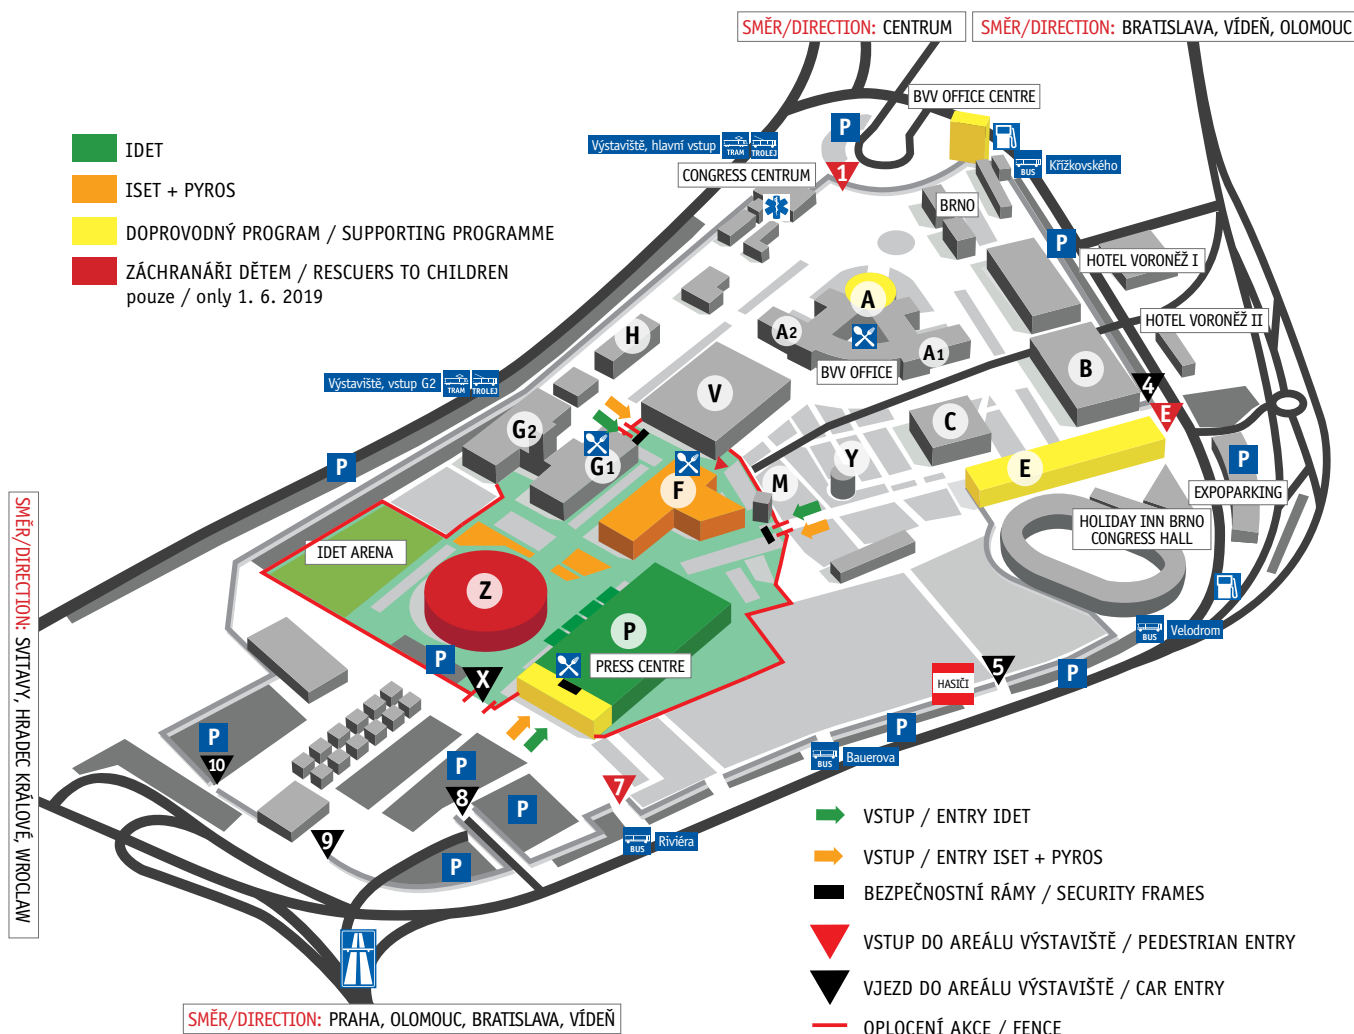 SMĚR/DIRECTION: CENTRUM
SMĚR/DIRECTION: BRATISLAVA, VÍDEŇ, OLOMOUC
BVV OFFICE CENTRE
P
IDET
ISET + PYROS
DOPROVODNÝ PROGRAM / SUPPORTING PROGRAMME
ZÁCHRANÁŘI DĚTEM / RESCUERS TO CHILDREN
pouze / only 1. 6. 2019
Výstaviště, hlavní vstup
TRAM
TROLEJ
CONGRESS CENTRUM
1
BUS
Křížkovského
BRNO
P
HOTEL VORONĚŽ I
HOTEL VORONĚŽ II
A
A2
A1
BVV OFFICE
H
V
B
4
E
C
Výstaviště, vstup G2
TRAM
TROLEJ
G2
G1
P
F
M
Y
E
P
EXPOPARKING
HOLIDAY INN BRNO
CONGRESS HALL
IDET ARENA
Z
P
PRESS CENTRE
P
X
BUS
Velodrom
HASIČI
5
P
P
BUS
Bauerova
P
10
P
8
7
P
9
P
BUS
Riviéra
SMĚR/DIRECTION: SVITAVY, HRADEC KRÁLOVÉ, WROCLAW
SMĚR/DIRECTION: PRAHA, OLOMOUC, BRATISLAVA, VÍDEŇ
VSTUP / ENTRY IDET
VSTUP / ENTRY ISET + PYROS
BEZPEČNOSTNÍ RÁMY / SECURITY FRAMES
VSTUP DO AREÁLU VÝSTAVIŠTĚ / PEDESTRIAN ENTRY
VJEZD DO AREÁLU VÝSTAVIŠTĚ / CAR ENTRY
OPLOCENÍ AKCE / FENCE